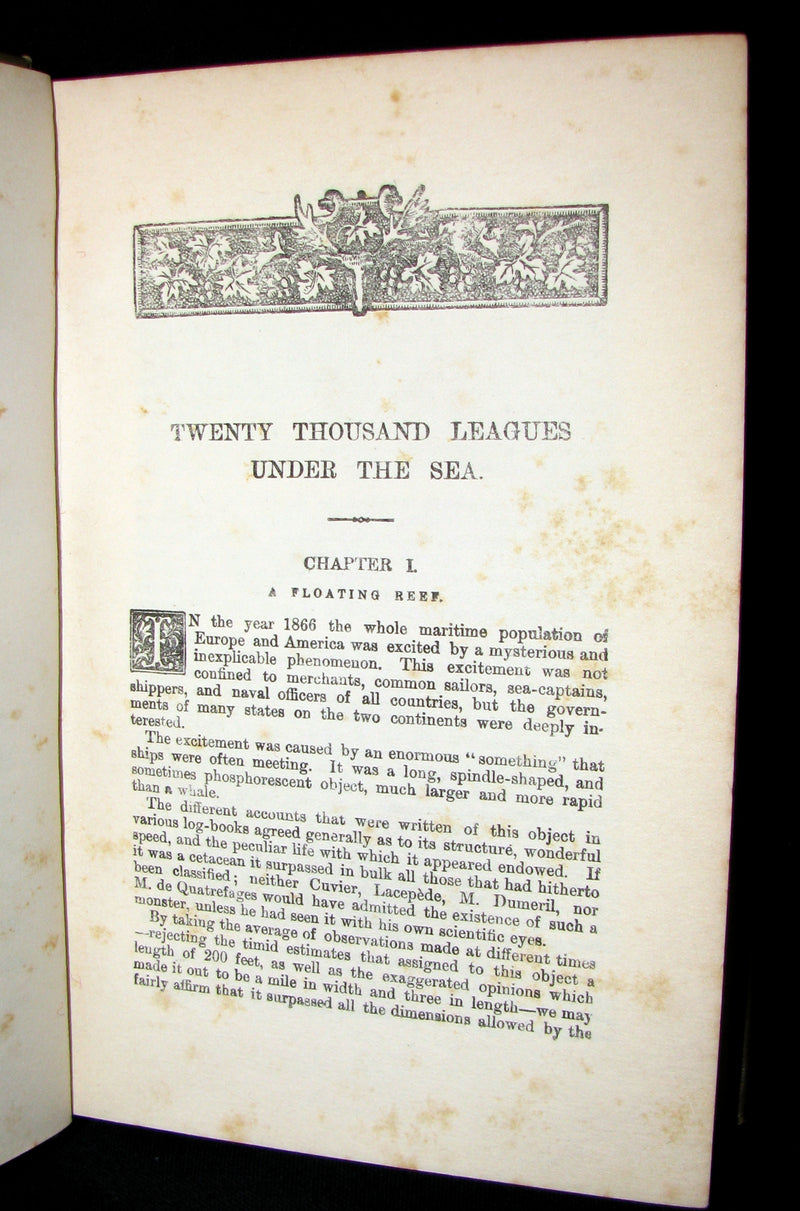 TWENTY THOUSAND LEAGUES
UNDER THE SEA.
CHAPTER I.
A FLOATING REEF.
IN the year 1866 the whole maritime population of
Europe and America was excited by a mysterious and
inexplicable phenomenon. This excitement was not
confined to merchants, common sailors, sea-captains,
shippers, and naval officers of all countries, but the govern-
ments of many states on the two continents were deeply in-
terested.
The excitement was caused by an enormous "something" that
ships were often meeting. It was a long, spindle-shaped, and
sometimes phosphorescent object, much larger and more rapid
than a whale.
The different accounts that were written of this object in
various log-books agreed generally as to its structure, wonderful
speed, and the peculiar life with which it appeared endowed. If
it was a cetacean it surpassed in bulk all those that had hitherto
been classified; neither Cuvier, Lacepède, M. Dumeril, nor
M. de Quatrefages would have admitted the existence of such a
monster, unless he had seen it with his own scientific eyes.
By taking the average of observations made at different times
—rejecting the timid estimates that assigned to this object a
length of 200 feet, as well as the exaggerated opinions which
made it out to be a mile in width and three in length—we may
fairly affirm that it surpassed all the dimensions allowed by the